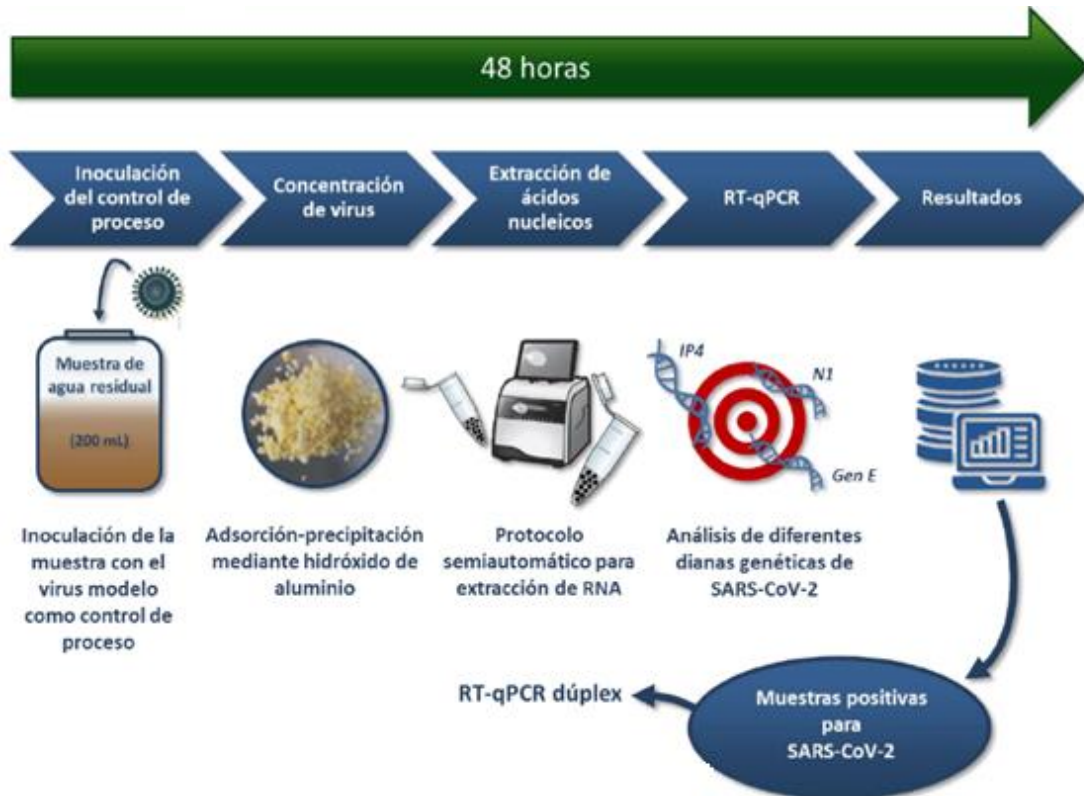 48 horas
Inoculación
del control de
proceso
Concentración
de virus
Extracción de
ácidos
nucleicos
RT-qPCR
Resultados
Muestra de
agua residual
(200 mL)
IP4
N1
Gen E
Inoculación de la
muestra con el
virus modelo
como control de
proceso
Adsorción-precipitación
mediante hidróxido de
aluminio
Protocolo
semiautomático para
extracción de RNA
Análisis de diferentes
dianas genéticas de
SARS-CoV-2
RT-qPCR dúplex
Muestras positivas
para
SARS-CoV-2